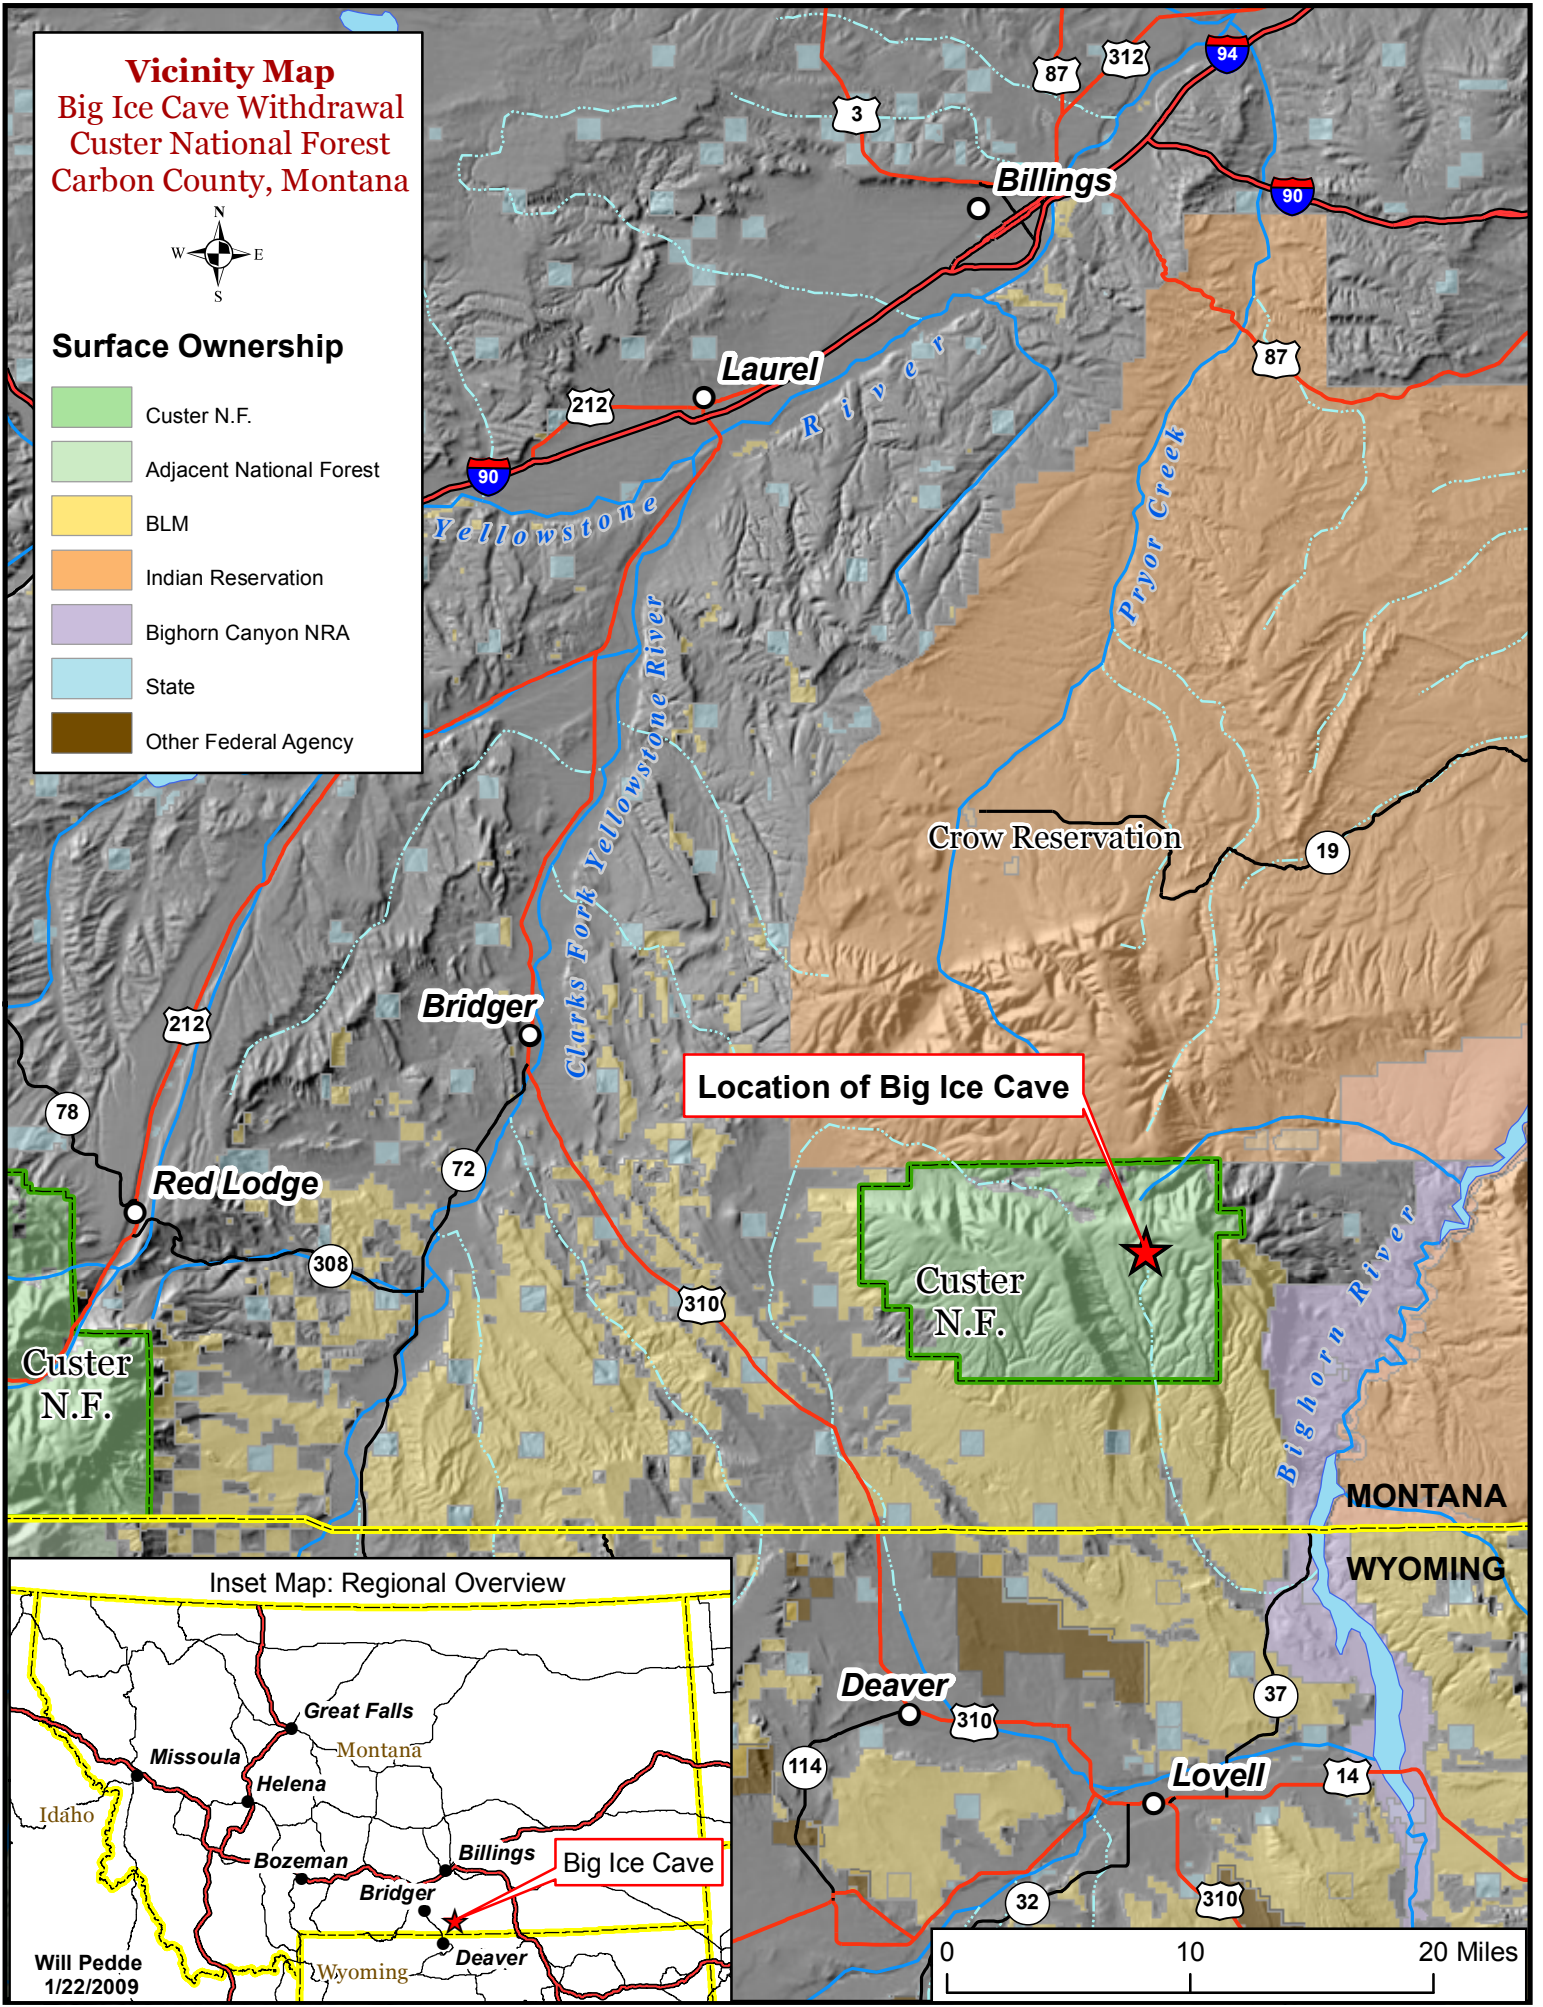 Vicinity Map
Big Ice Cave Withdrawal
Custer National Forest
Carbon County, Montana
N
W E
S
Surface Ownership
Custer N.F.
Adjacent National Forest
BLM
Indian Reservation
Bighorn Canyon NRA
State
Other Federal Agency
94
312
87
3
Billings
90
87
Laurel
212
River
90
Yellowstone
Pryor Creek
Clarks Fork Yellowstone River
Crow Reservation
19
212
Bridger
Location of Big Ice Cave
78
72
Red Lodge
308
310
Custer
N.F.
Bighorn River
Custer
N.F.
MONTANA
WYOMING
Deaver
310
37
114
Lovell
14
32
310
0 10 20 Miles
Inset Map: Regional Overview
Great Falls
Missoula
Montana
Helena
Idaho
Bozeman
Billings
Big Ice Cave
Bridger
Deaver
Wyoming
Will Pedde
1/22/2009